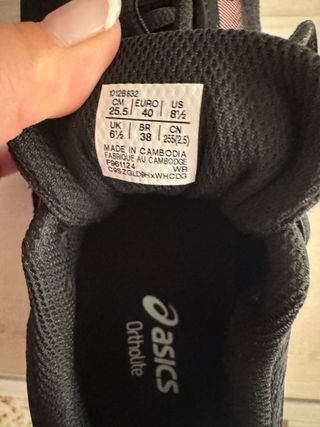 1012B832
CM EURO US
25.5 40 8½
UK BR CN
6½ 38 255(2.5)
MADE IN CAMBODIA
FABRIQUE AU CAMBODGE
F961124 WR
C9SZGLD9HxWHCDG
asics
Ortholite